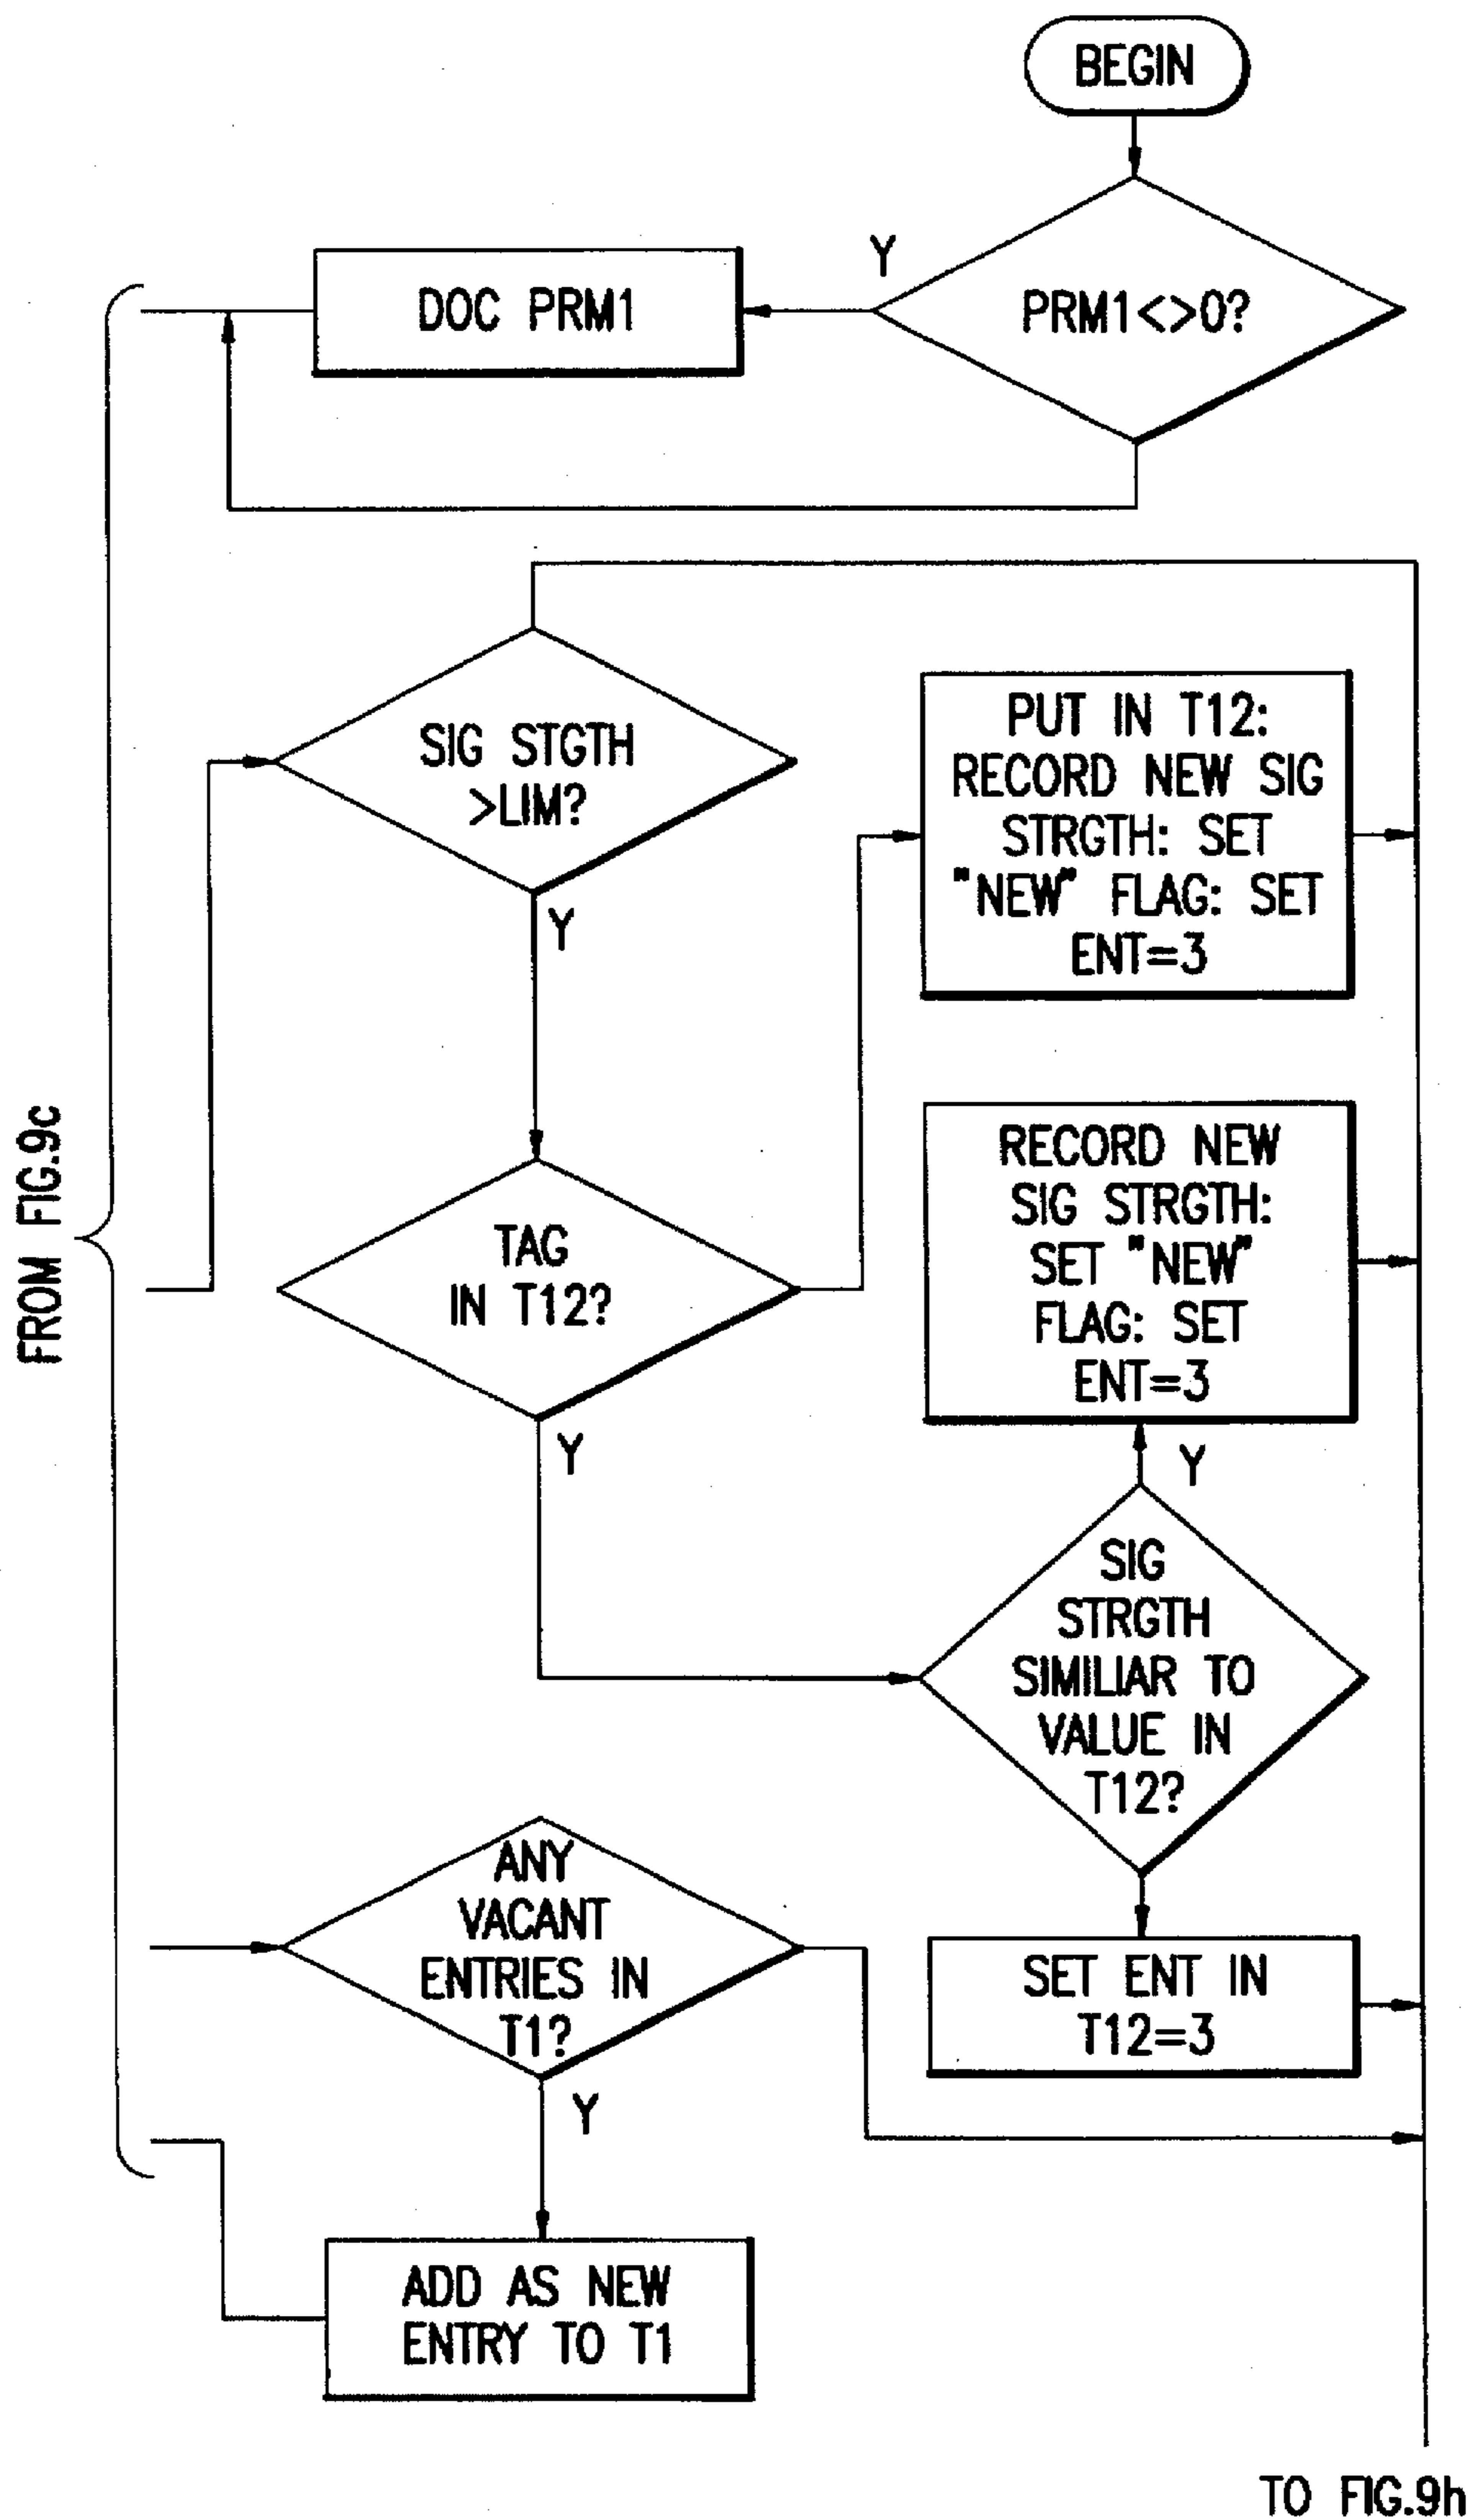 BEGIN
Y
PRM1<>0?
DOC PRM1
SIG STGTH
>LIM?
Y
PUT IN T12:
RECORD NEW SIG
STRGTH: SET
"NEW" FLAG: SET
ENT=3
FROM FIG.9c
TAG
IN T12?
Y
RECORD NEW
SIG STRGTH:
SET "NEW"
FLAG: SET
ENT=3
Y
SIG
STRGTH
SIMILIAR TO
VALUE IN
T12?
ANY
VACANT
ENTRIES IN
T1?
Y
SET ENT IN
T12=3
ADD AS NEW
ENTRY TO T1
TO FIG.9h